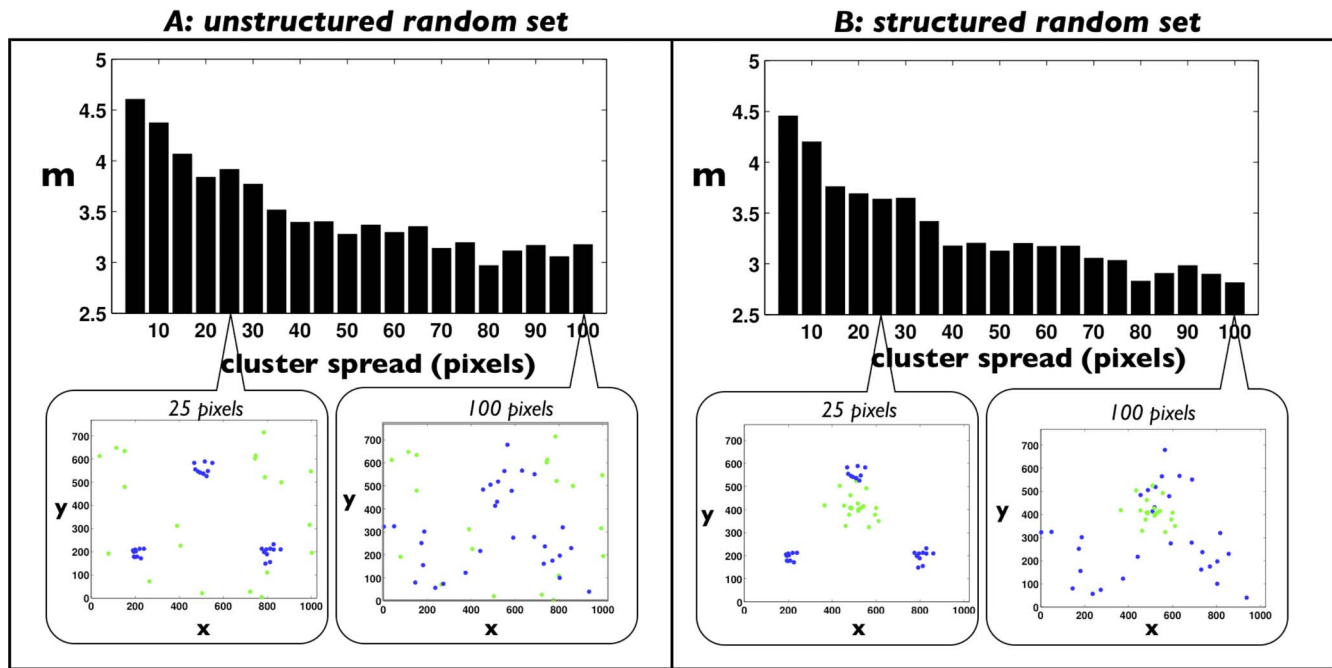 A: unstructured random set
5
4.5
4
m
3.5
3
2.5
10 20 30 40 50 60 70 80 90 100
cluster spread (pixels)
25 pixels
700
600
500
y
400
300
200
100
0
0 200 400 600 800 1000
x
100 pixels
700
600
500
y
400
300
200
100
0
0 200 400 600 800 1000
x
B: structured random set
5
4.5
4
m
3.5
3
2.5
10 20 30 40 50 60 70 80 90 100
cluster spread (pixels)
25 pixels
700
600
500
y
400
300
200
100
0
0 200 400 600 800 1000
x
100 pixels
700
600
500
y
400
300
200
100
0
0 200 400 600 800 1000
x